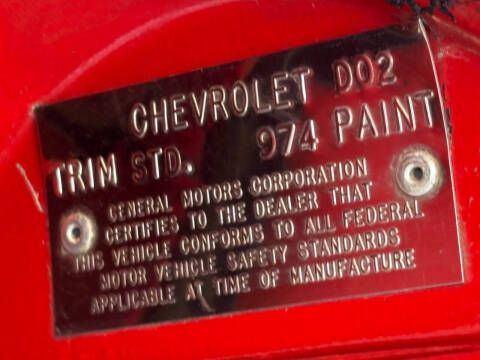 CHEVROLET D02
TRIM STD. 974 PAINT
GENERAL MOTORS CORPORATION
CERTIFIES TO THE DEALER THAT
THIS VEHICLE CONFORMS TO ALL FEDERAL
MOTOR VEHICLE SAFETY STANDARDS
APPLICABLE AT TIME OF MANUFACTURE